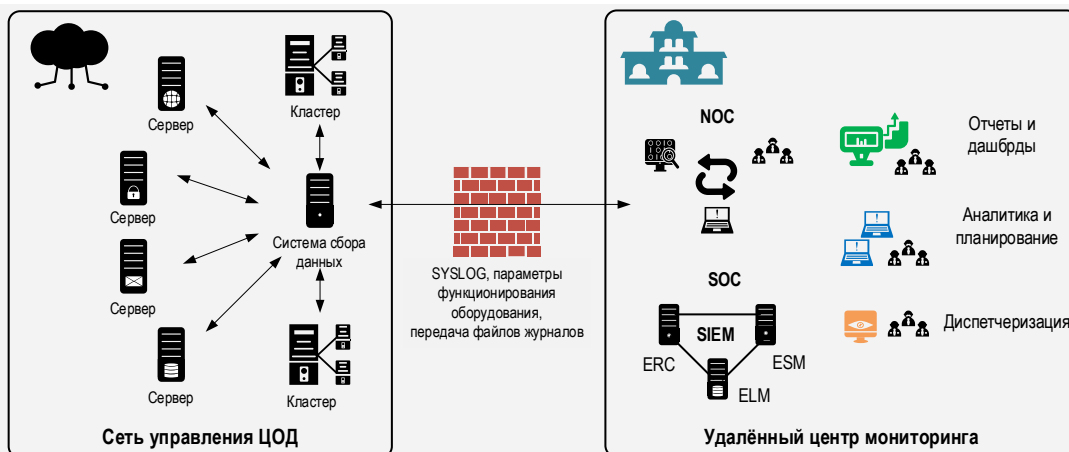 Сервер
Сервер
Сервер
Сервер
Кластер
Система сбора
данных
Кластер
Сеть управления ЦОД
SYSLOG, параметры
функционирования
оборудования,
передача файлов журналов
NOC
SOC
SIEM
ERC
ESM
ELM
Отчеты и
дашбрды
Аналитика и
планирование
Диспетчеризация
Удалённый центр мониторинга